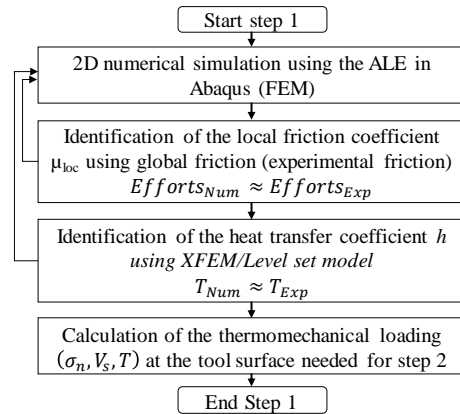 Start step 1
2D numerical simulation using the ALE in
Abaqus (FEM)
Identification of the local friction coefficient
μloc using global friction (experimental friction)
EffortsNum ≈ EffortsExp
Identification of the heat transfer coefficient h
using XFEM/Level set model
TNum ≈ TExp
Calculation of the thermomechanical loading
(σn, Vs, T) at the tool surface needed for step 2
End Step 1